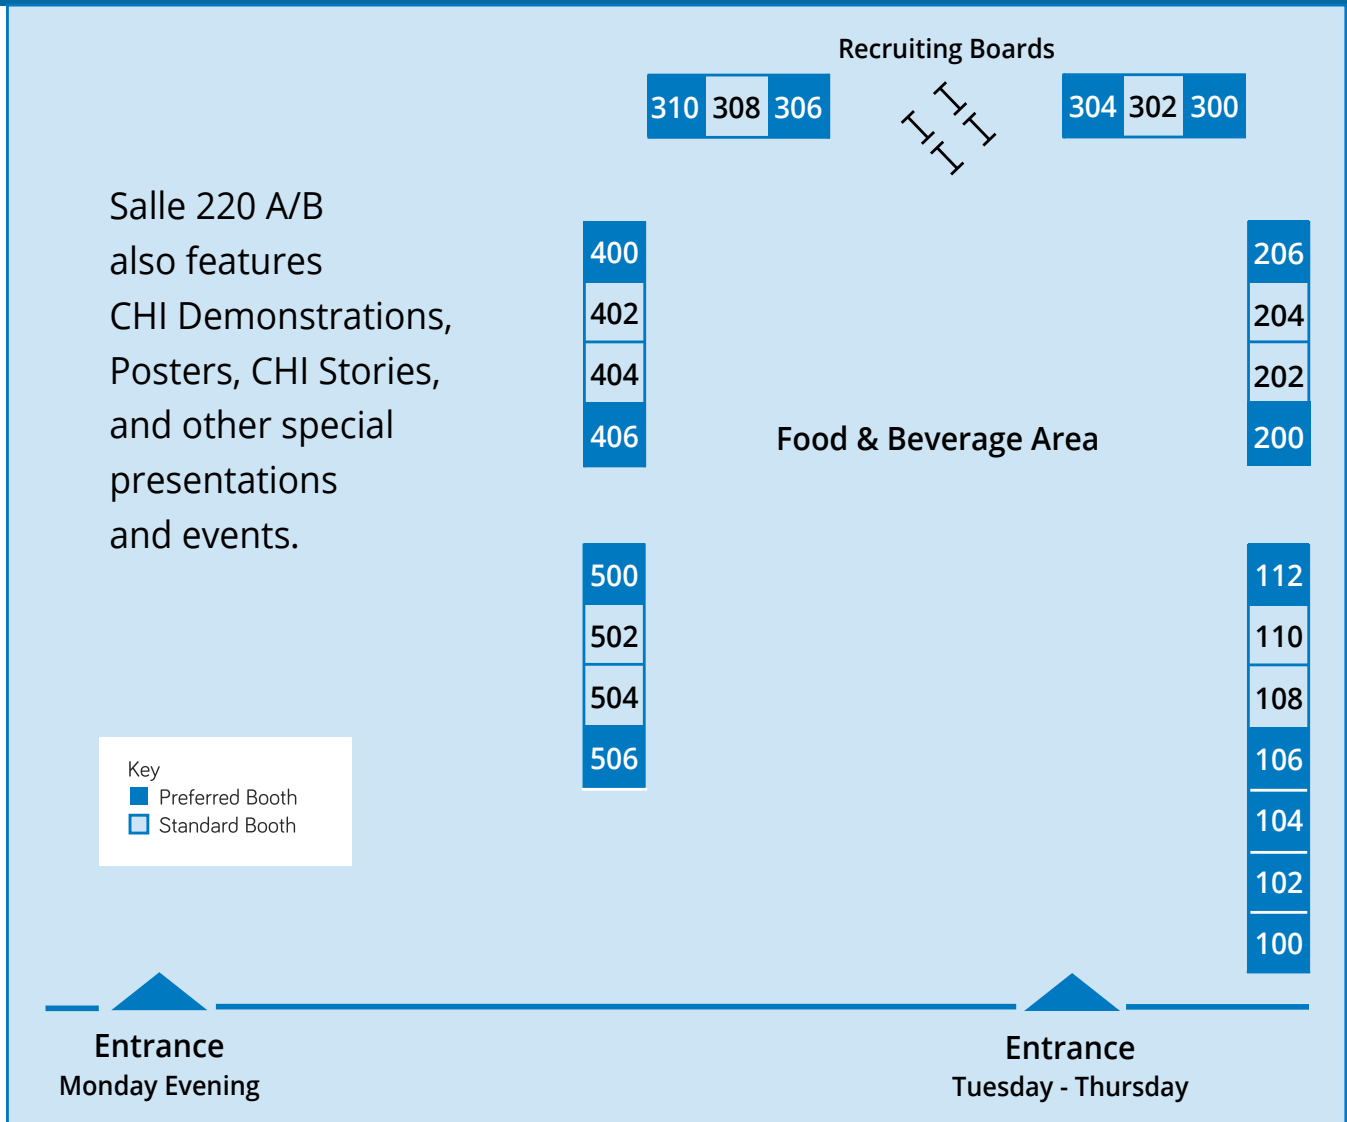 Recruiting Boards
310 308 306
304 302 300
Salle 220 A/B
also features
CHI Demonstrations,
Posters, CHI Stories,
and other special
presentations
and events.
400
402
404
406
206
204
202
200
Food & Beverage Area
500
502
504
506
112
110
108
106
104
102
100
Key
Preferred Booth
Standard Booth
Entrance
Monday Evening
Entrance
Tuesday - Thursday